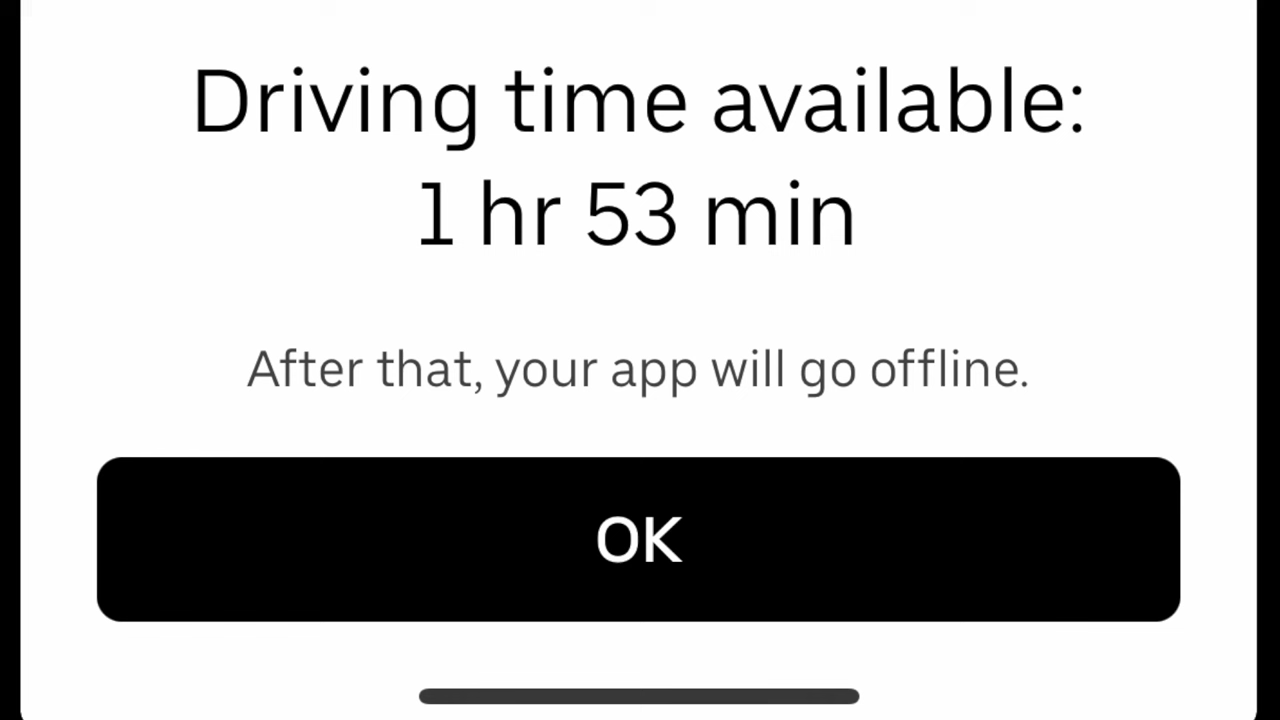 Driving time available:
1 hr 53 min
After that, your app will go offline.
OK